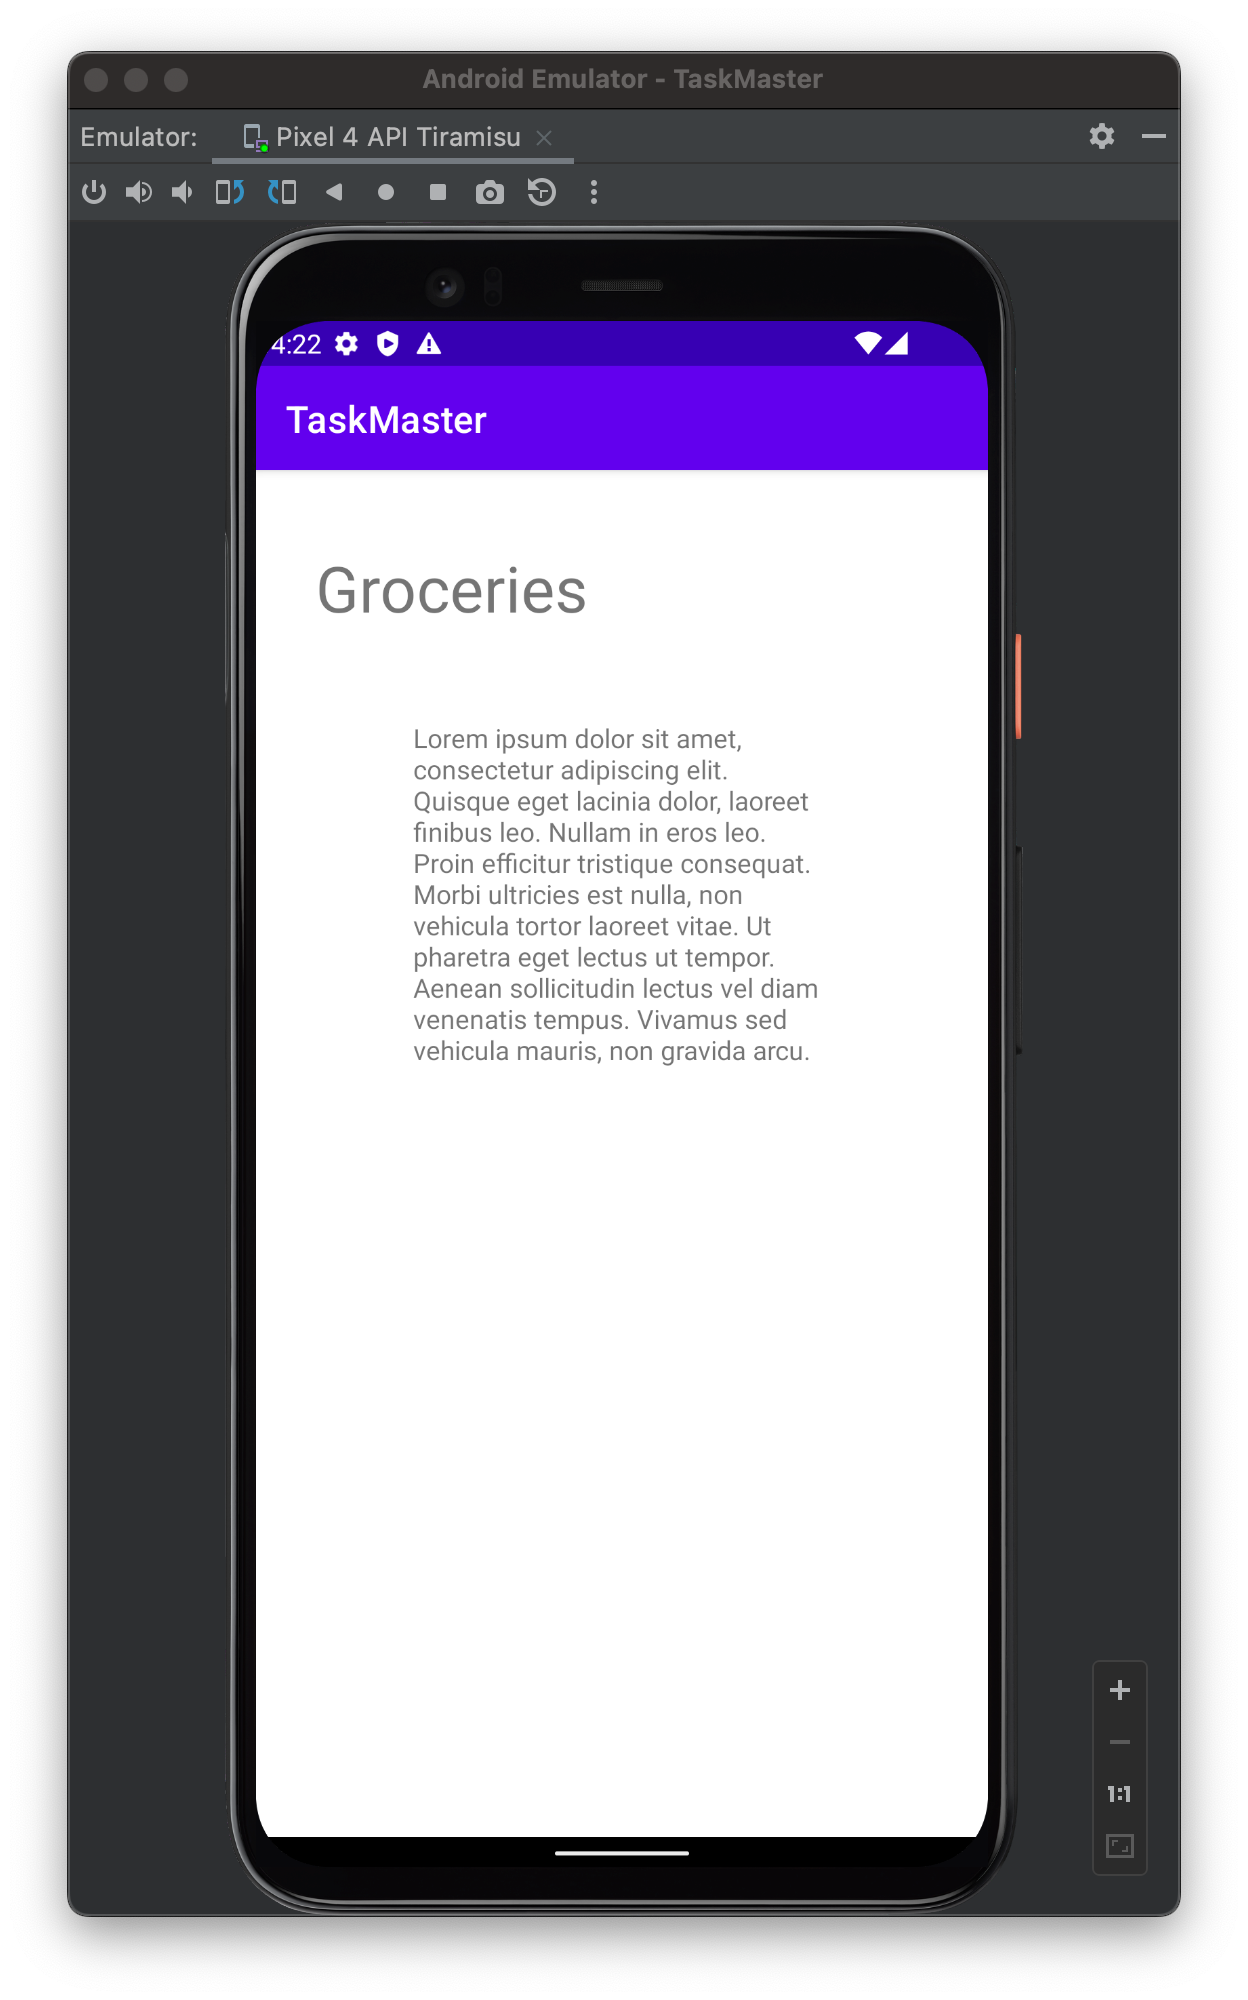 Android Emulator - TaskMaster
Emulator: Pixel 4 API Tiramisu
4:22
TaskMaster
Groceries
Lorem ipsum dolor sit amet,
consectetur adipiscing elit.
Quisque eget lacinia dolor, laoreet
finibus leo. Nullam in eros leo.
Proin efficitur tristique consequat.
Morbi ultricies est nulla, non
vehicula tortor laoreet vitae. Ut
pharetra eget lectus ut tempor.
Aenean sollicitudin lectus vel diam
venenatis tempus. Vivamus sed
vehicula mauris, non gravida arcu.
1:1